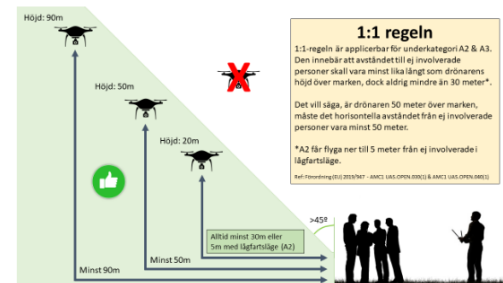 Höjd: 90m
Höjd: 50m
Höjd: 20m
Alltid minst 30m eller
5m med lågfartsläge (A2)
Minst 50m
Minst 90m
>45º
1:1 regeln
1:1-regeln är applicerbar för underkategori A2 & A3.
Den innebär att avståndet till ej involverade
personer skall vara minst lika långt som drönarens
höjd över marken, dock aldrig mindre än 30 meter*.
Det vill säga, är drönaren 50 meter över marken,
måste det horisontella avståndet från ej involverade
personer vara minst 50 meter.
*A2 får flyga ner till 5 meter från ej involverade i
lågfartsläge.
Ref: Förordning (EU) 2019/947 - AMC1 UAS.OPEN.030(1) & AMC1 UAS.OPEN.040(1)